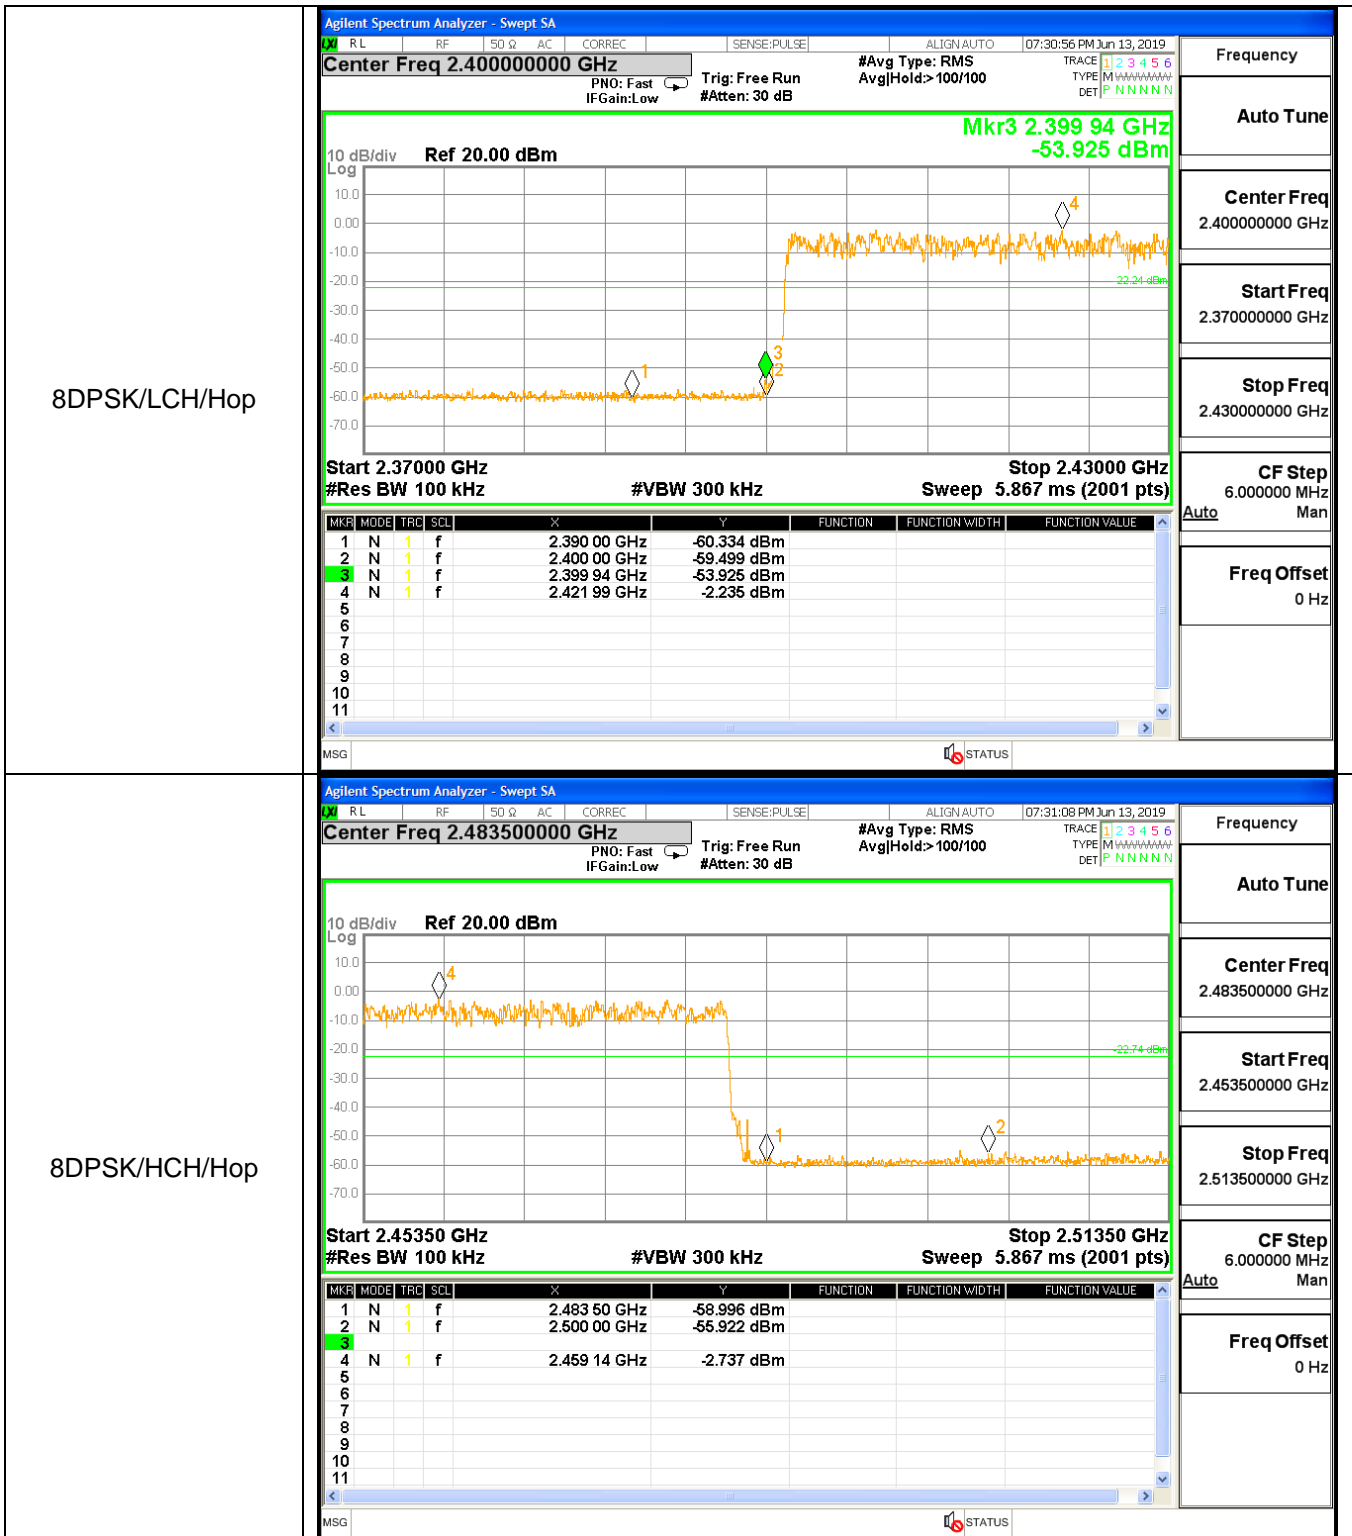 8DPSK/LCH/Hop
Agilent Spectrum Analyzer - Swept SA
LXI RL RF 50 Ω AC CORREC SENSE:PULSE ALIGN AUTO 07:30:56 PM Jun 13, 2019
Center Freq 2.400000000 GHz #Avg Type: RMS TRACE 1 2 3 4 5 6
PNO: Fast Trig: Free Run Avg|Hold:>100/100 TYPE M WWWWW
IFGain:Low #Atten: 30 dB DET P N N N N N
Mkr3 2.399 94 GHz
-53.925 dBm
10 dB/div Ref 20.00 dBm
Log
10.0
0.00
-10.0
-20.0
-30.0
-40.0
-50.0
-60.0
-70.0
4
-22.24 dBm
3
2
1
Start 2.37000 GHz Stop 2.43000 GHz
#Res BW 100 kHz #VBW 300 kHz Sweep 5.867 ms (2001 pts)
MKR MODE TRC SCL X Y FUNCTION FUNCTION WIDTH FUNCTION VALUE
1 N 1 f 2.390 00 GHz -60.334 dBm
2 N 1 f 2.400 00 GHz -59.499 dBm
3 N 1 f 2.399 94 GHz -53.925 dBm
4 N 1 f 2.421 99 GHz -2.235 dBm
5
6
7
8
9
10
11
MSG STATUS
Frequency
Auto Tune
Center Freq
2.400000000 GHz
Start Freq
2.370000000 GHz
Stop Freq
2.430000000 GHz
CF Step
6.000000 MHz
Auto Man
Freq Offset
0 Hz
8DPSK/HCH/Hop
Agilent Spectrum Analyzer - Swept SA
LXI RL RF 50 Ω AC CORREC SENSE:PULSE ALIGN AUTO 07:31:08 PM Jun 13, 2019
Center Freq 2.483500000 GHz #Avg Type: RMS TRACE 1 2 3 4 5 6
PNO: Fast Trig: Free Run Avg|Hold:>100/100 TYPE M WWWWW
IFGain:Low #Atten: 30 dB DET P N N N N N
10 dB/div Ref 20.00 dBm
Log
10.0
0.00
-10.0
-20.0
-30.0
-40.0
-50.0
-60.0
-70.0
4
-22.74 dBm
1
2
Start 2.45350 GHz Stop 2.51350 GHz
#Res BW 100 kHz #VBW 300 kHz Sweep 5.867 ms (2001 pts)
MKR MODE TRC SCL X Y FUNCTION FUNCTION WIDTH FUNCTION VALUE
1 N 1 f 2.483 50 GHz -58.996 dBm
2 N 1 f 2.500 00 GHz -55.922 dBm
3
4 N 1 f 2.459 14 GHz -2.737 dBm
5
6
7
8
9
10
11
MSG STATUS
Frequency
Auto Tune
Center Freq
2.483500000 GHz
Start Freq
2.453500000 GHz
Stop Freq
2.513500000 GHz
CF Step
6.000000 MHz
Auto Man
Freq Offset
0 Hz